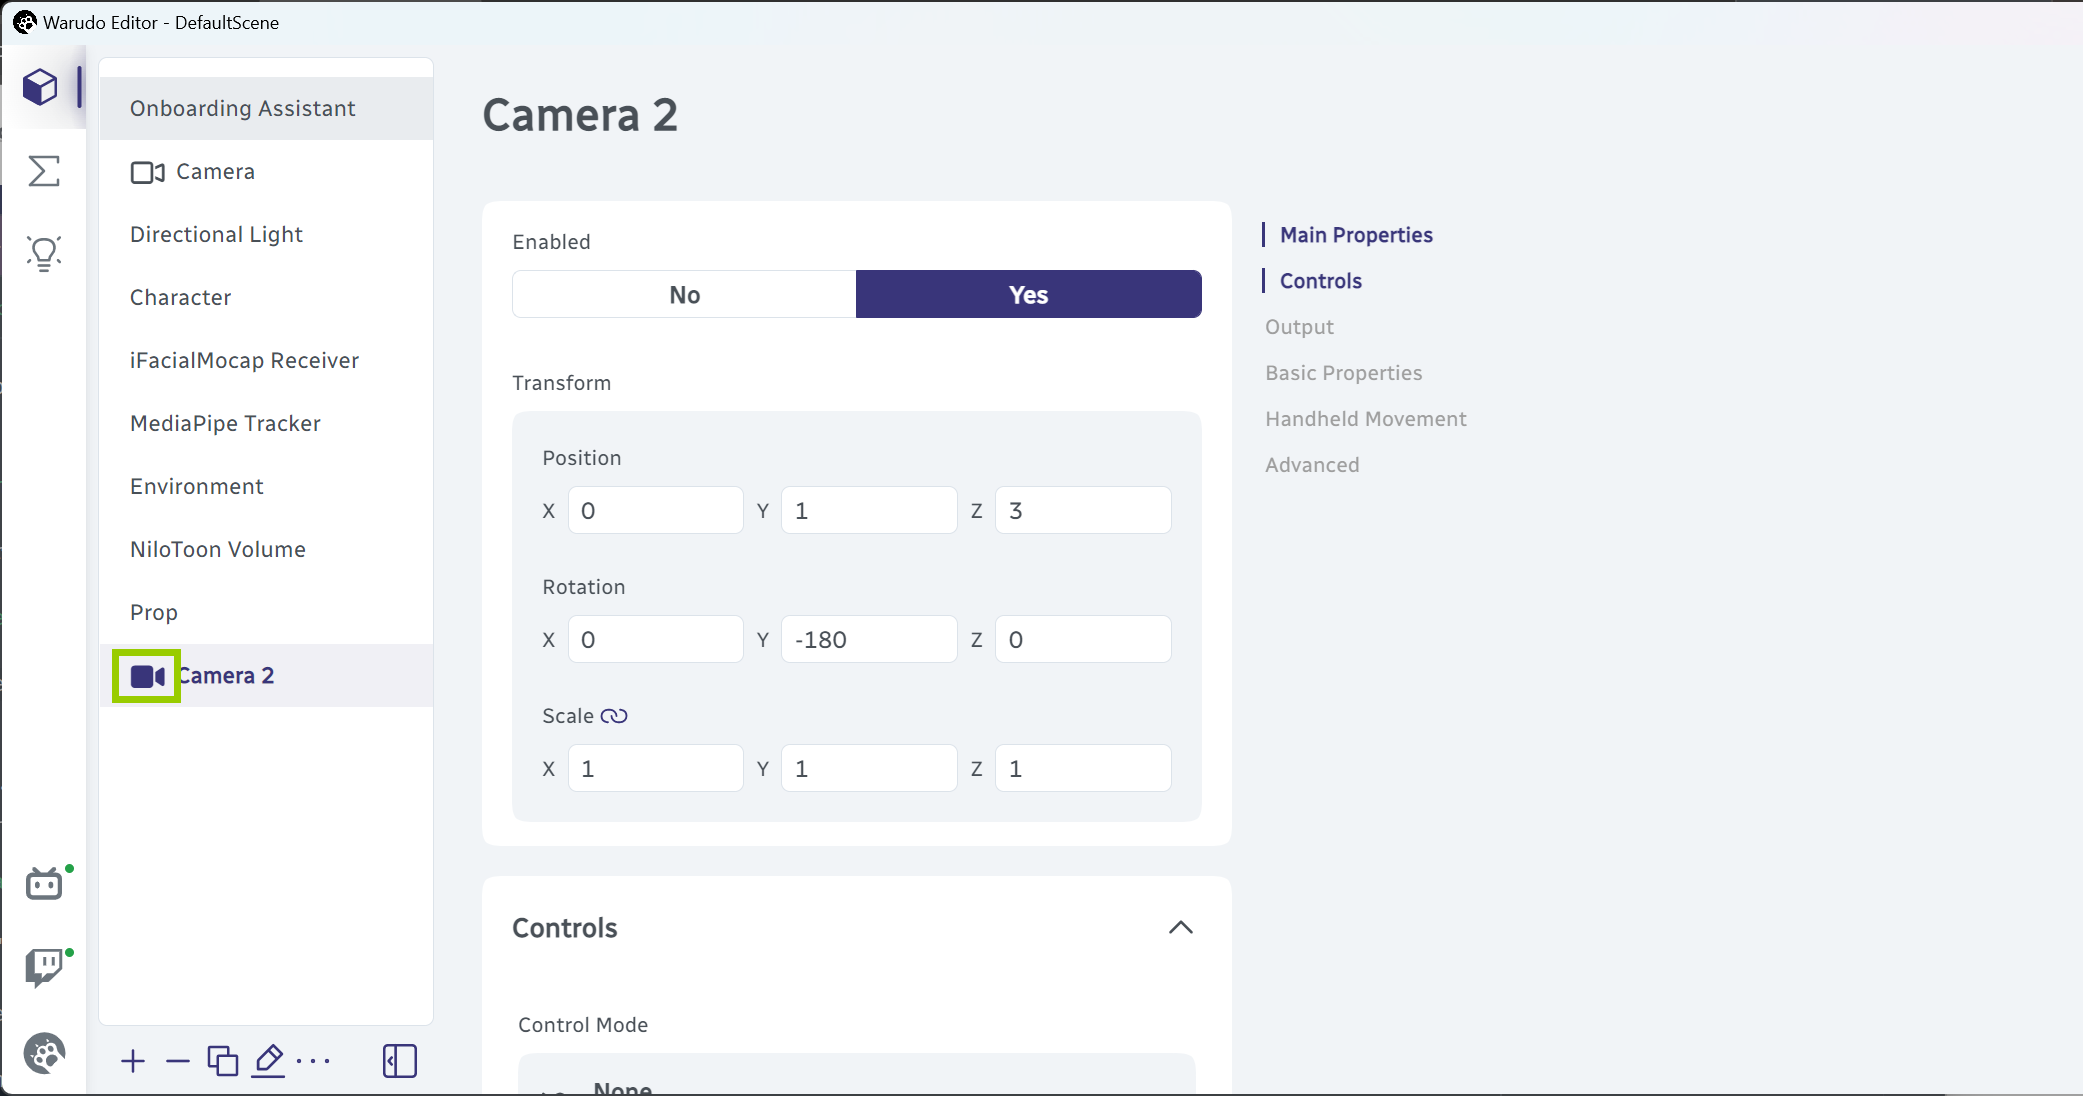 Warudo Editor - DefaultScene
Onboarding Assistant
Camera
Directional Light
Character
iFacialMocap Receiver
MediaPipe Tracker
Environment
NiloToon Volume
Prop
Camera 2
Camera 2
Enabled
No Yes
Transform
Position
X 0 Y 1 Z 3
Rotation
X 0 Y -180 Z 0
Scale
X 1 Y 1 Z 1
Controls
Control Mode
None
Main Properties
Controls
Output
Basic Properties
Handheld Movement
Advanced